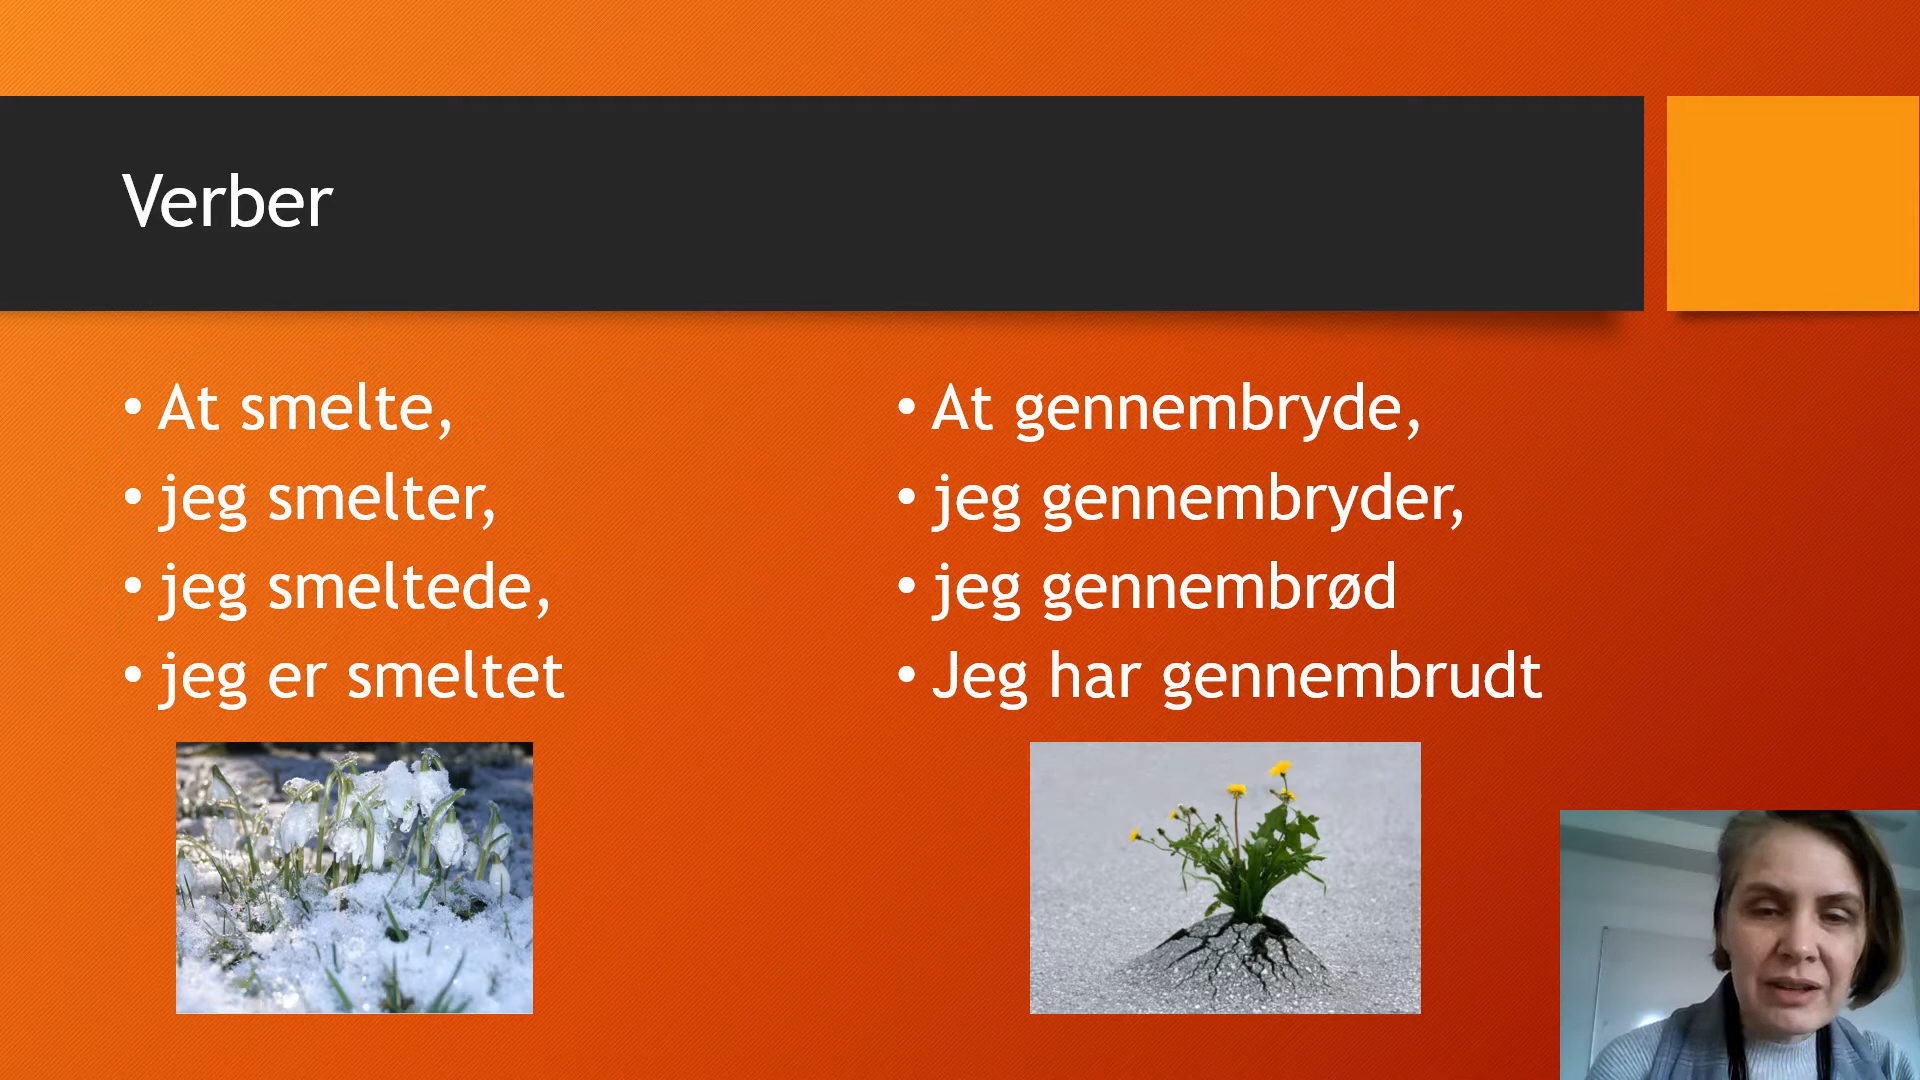 Verber
• At smelte,
• jeg smelter,
• jeg smeltede,
• jeg er smeltet
• At gennembryde,
• jeg gennembryder,
• jeg gennembrød
• Jeg har gennembrudt